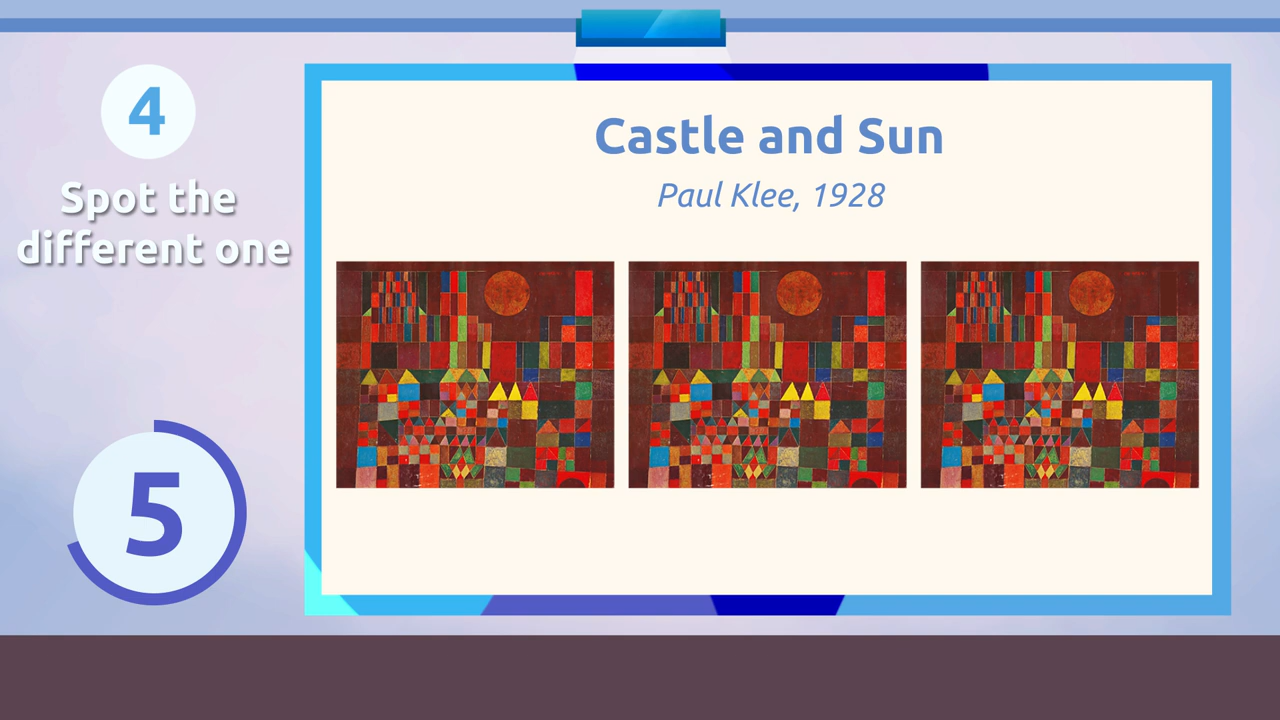 4
Spot the
different one
5
Castle and Sun
Paul Klee, 1928